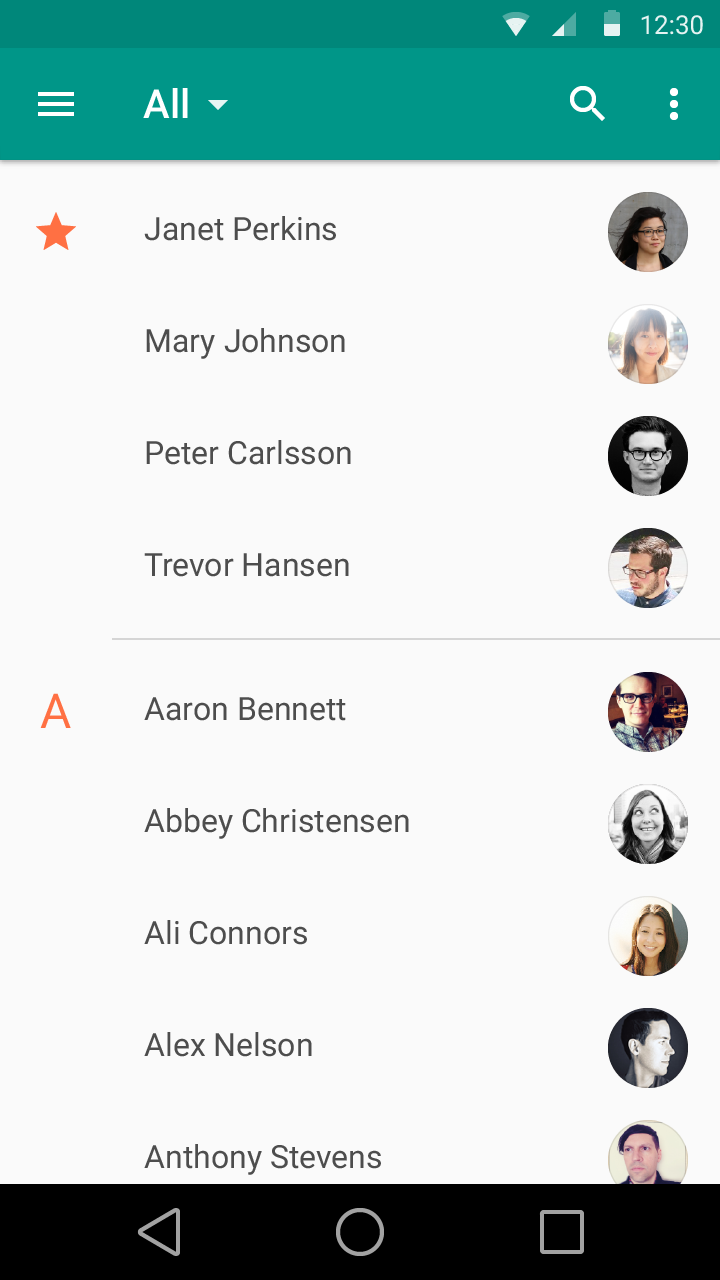 12:30
All
Janet Perkins
Mary Johnson
Peter Carlsson
Trevor Hansen
A
Aaron Bennett
Abbey Christensen
Ali Connors
Alex Nelson
Anthony Stevens